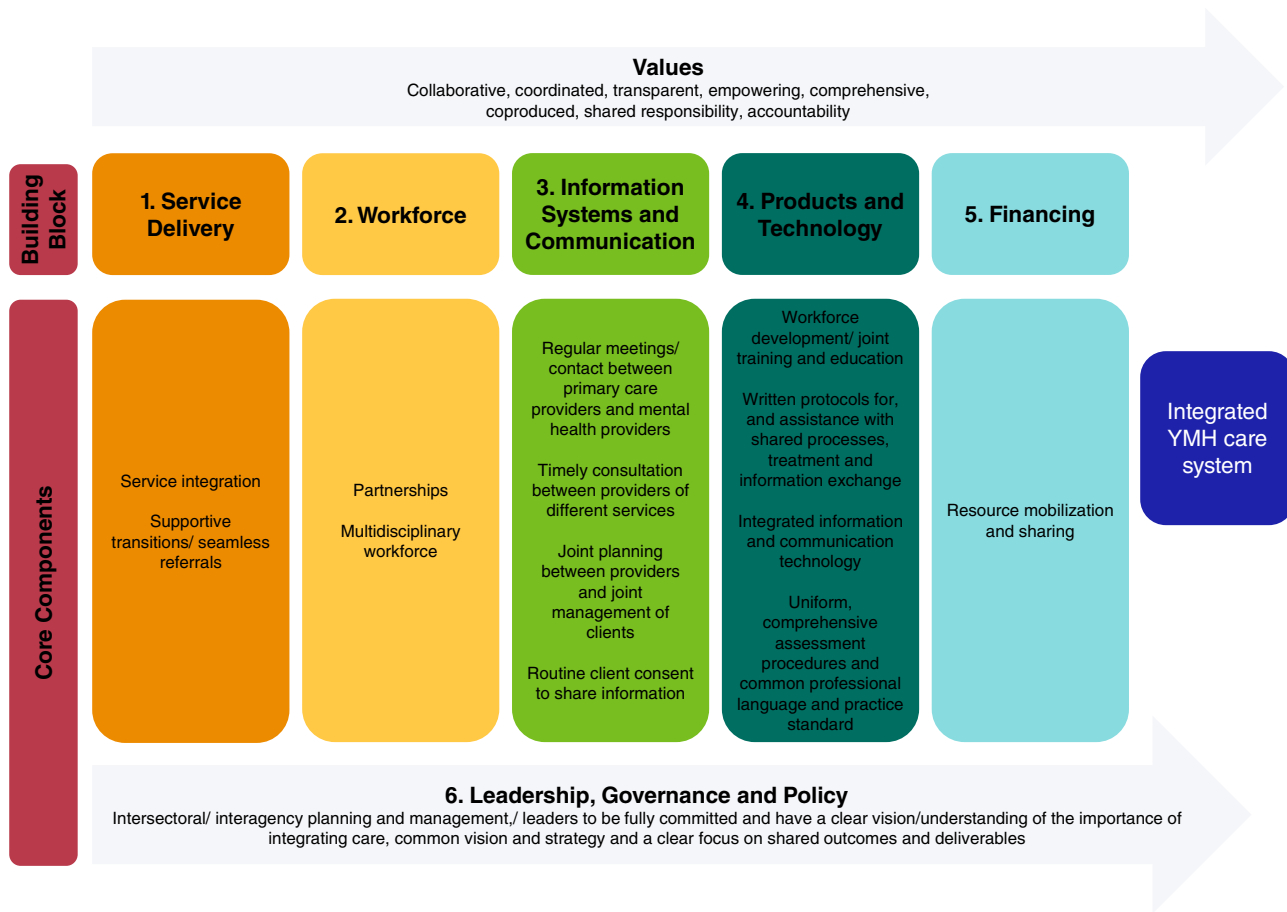 Values
Collaborative, coordinated, transparent, empowering, comprehensive,
coproduced, shared responsibility, accountability
Building
Block
1. Service
Delivery
2. Workforce
3. Information
Systems and
Communication
4. Products and
Technology
5. Financing
Core Components
Service integration
Supportive
transitions/ seamless
referrals
Partnerships
Multidisciplinary
workforce
Regular meetings/
contact between
primary care
providers and mental
health providers
Timely consultation
between providers of
different services
Joint planning
between providers
and joint
management of
clients
Routine client consent
to share information
Workforce
development/ joint
training and education
Written protocols for,
and assistance with
shared processes,
treatment and
information exchange
Integrated information
and communication
technology
Uniform,
comprehensive
assessment
procedures and
common professional
language and practice
standard
Resource mobilization
and sharing
Integrated
YMH care
system
6. Leadership, Governance and Policy
Intersectoral/ interagency planning and management,/ leaders to be fully committed and have a clear vision/understanding of the importance of
integrating care, common vision and strategy and a clear focus on shared outcomes and deliverables